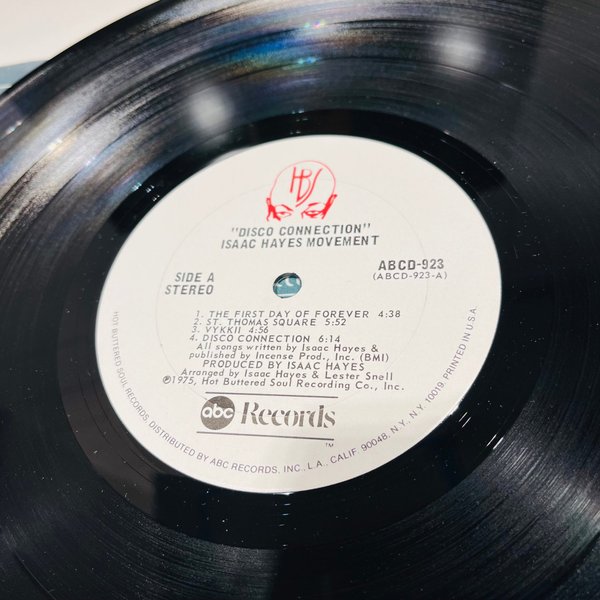 HBS
"DISCO CONNECTION"
ISAAC HAYES MOVEMENT
SIDE A
STEREO
ABCD-923
(ABCD-923-A)
1. THE FIRST DAY OF FOREVER 4:38
2. ST. THOMAS SQUARE 5:52
3. VYKKII 4:56
4. DISCO CONNECTION 6:14
All songs written by Isaac Hayes &
published by Incense Prod., Inc. (BMI)
PRODUCED BY ISAAC HAYES
Arranged by Isaac Hayes & Lester Snell
℗1975, Hot Buttered Soul Recording Co., Inc.
abc Records
TM
HOT BUTTERED SOUL RECORDS, DISTRIBUTED BY ABC RECORDS, INC., L.A., CALIF. 90048, N.Y., N.Y. 10019. PRINTED IN U.S.A.